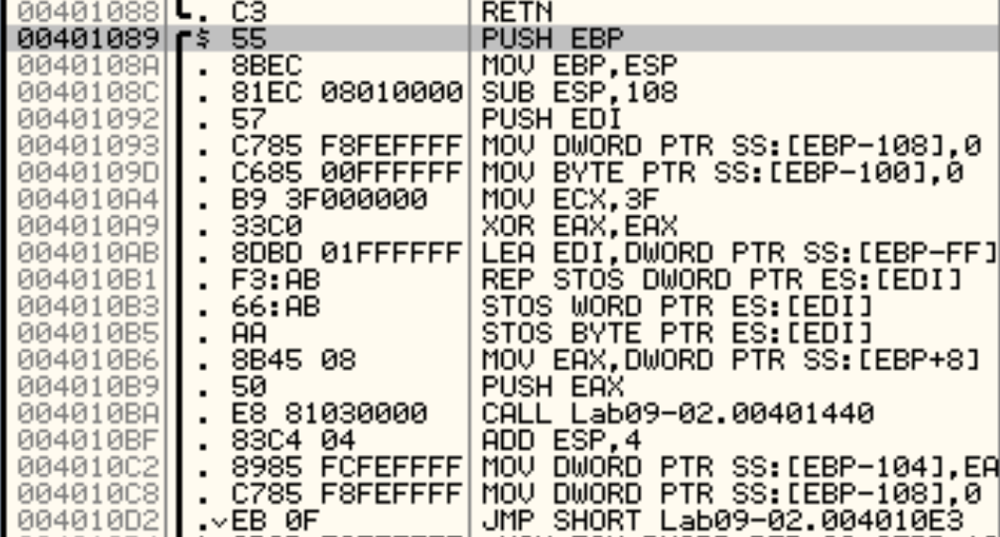 00401088 . C3 RETN
00401089 $ 55 PUSH EBP
0040108A . 8BEC MOV EBP,ESP
0040108C . 81EC 08010000 SUB ESP,108
00401092 . 57 PUSH EDI
00401093 . C785 F8FEFFFF MOV DWORD PTR SS:[EBP-108],0
0040109D . C685 00FFFFFF MOV BYTE PTR SS:[EBP-100],0
004010A4 . B9 3F000000 MOV ECX,3F
004010A9 . 33C0 XOR EAX,EAX
004010AB . 8DBD 01FFFFFF LEA EDI,DWORD PTR SS:[EBP-FF]
004010B1 . F3:AB REP STOS DWORD PTR ES:[EDI]
004010B3 . 66:AB STOS WORD PTR ES:[EDI]
004010B5 . AA STOS BYTE PTR ES:[EDI]
004010B6 . 8B45 08 MOV EAX,DWORD PTR SS:[EBP+8]
004010B9 . 50 PUSH EAX
004010BA . E8 81030000 CALL Lab09-02.00401440
004010BF . 83C4 04 ADD ESP,4
004010C2 . 8985 FCFEFFFF MOV DWORD PTR SS:[EBP-104],EA
004010C8 . C785 F8FEFFFF MOV DWORD PTR SS:[EBP-108],0
004010D2 .v EB 0F JMP SHORT Lab09-02.004010E3